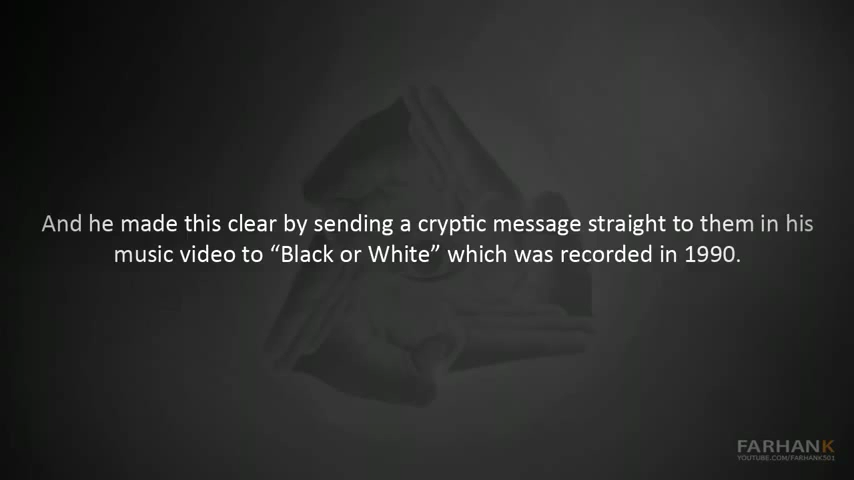 And he made this clear by sending a cryptic message straight to them in his
music video to “Black or White” which was recorded in 1990.
FARHANK
YOUTUBE.COM/FARHANK501